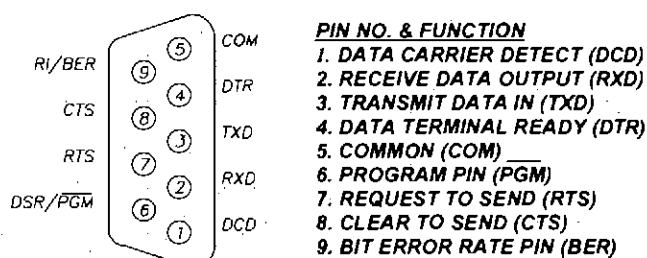 COM
RI/BER
5
9
DTR
4
CTS
8
TXD
3
RTS
7
RXD
2
DSR/PGM
6
DCD
1
PIN NO. & FUNCTION
1. DATA CARRIER DETECT (DCD)
2. RECEIVE DATA OUTPUT (RXD)
3. TRANSMIT DATA IN (TXD)
4. DATA TERMINAL READY (DTR)
5. COMMON (COM)
6. PROGRAM PIN (PGM)
7. REQUEST TO SEND (RTS)
8. CLEAR TO SEND (CTS)
9. BIT ERROR RATE PIN (BER)